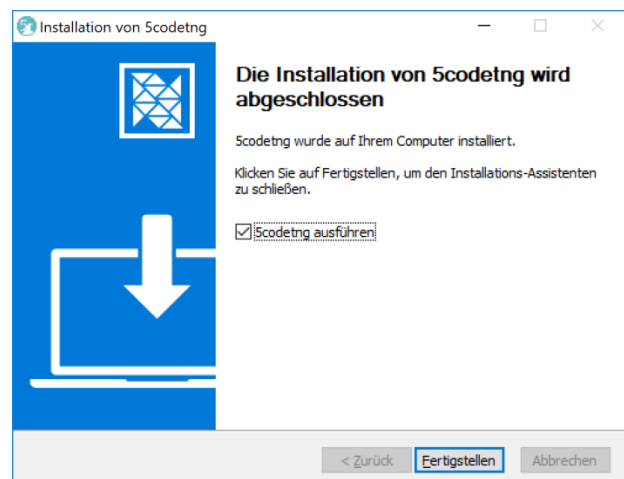 Installation von 5codetng
Die Installation von 5codetng wird
abgeschlossen
5codetng wurde auf Ihrem Computer installiert.
Klicken Sie auf Fertigstellen, um den Installations-Assistenten
zu schließen.
5codetng ausführen
< Zurück Fertigstellen Abbrechen